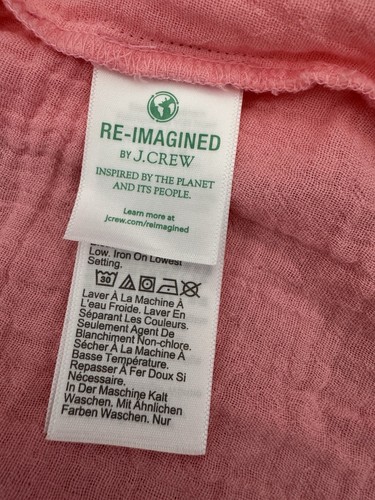 RE-IMAGINED
BY J.CREW
INSPIRED BY THE PLANET
AND ITS PEOPLE.
Learn more at
jcrew.com/reimagined
Low. Iron On Lowest
Setting.
30
Laver À La Machine À
L'eau Froide. Laver En
Séparant Les Couleurs.
Seulement Agent De
Blanchiment Non-chlore.
Sécher À La Machine À
Basse Température.
Repasser À Fer Doux Si
Nécessaire.
In Der Maschine Kalt
Waschen. Mit Ähnlichen
Farben Waschen. Nur